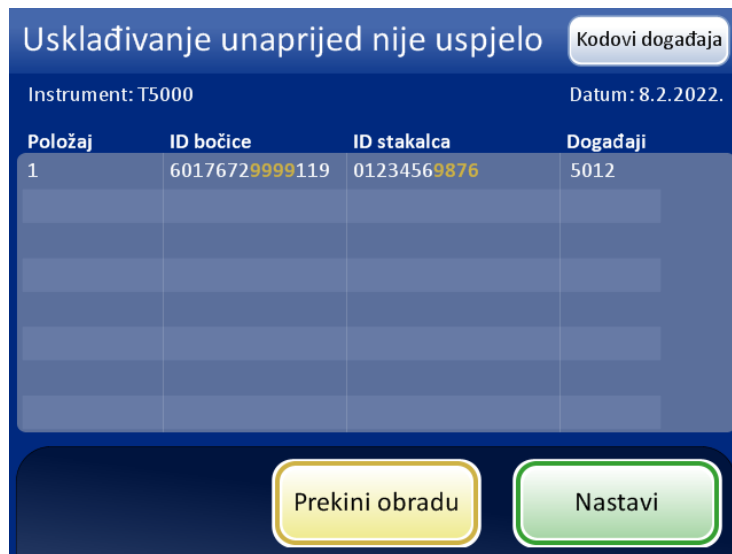 Usklađivanje unaprijed nije uspjelo Kodovi događaja
Instrument: T5000 Datum: 8.2.2022.
Položaj ID bočice ID stakalca Događaji
1 60176729999119 01234569876 5012
Prekini obradu Nastavi